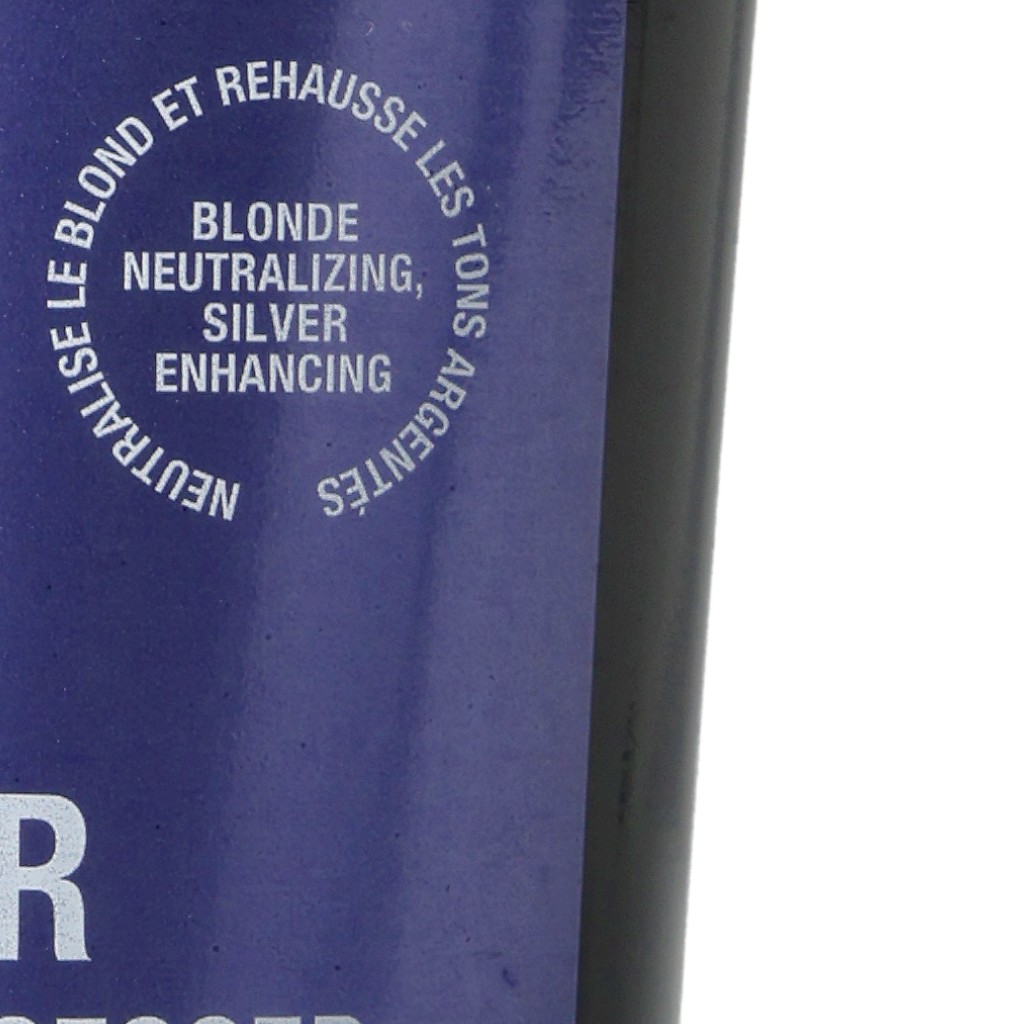 NEUTRALISE LE BLOND ET REHAUSSE LES TONS ARGENTÉS
BLONDE
NEUTRALIZING,
SILVER
ENHANCING
R